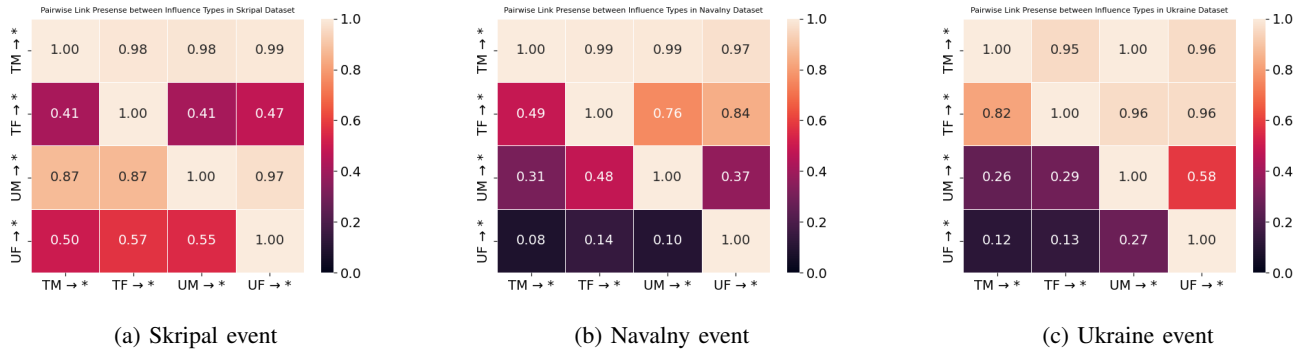 Pairwise Link Presense between Influence Types in Skripal Dataset
TM → *
TF → *
UM → *
UF → *
1.00 0.98 0.98 0.99
0.41 1.00 0.41 0.47
0.87 0.87 1.00 0.97
0.50 0.57 0.55 1.00
TM → * TF → * UM → * UF → *
1.0
0.8
0.6
0.4
0.2
0.0
(a) Skripal event
Pairwise Link Presense between Influence Types in Navalny Dataset
TM → *
TF → *
UM → *
UF → *
1.00 0.99 0.99 0.97
0.49 1.00 0.76 0.84
0.31 0.48 1.00 0.37
0.08 0.14 0.10 1.00
TM → * TF → * UM → * UF → *
1.0
0.8
0.6
0.4
0.2
0.0
(b) Navalny event
Pairwise Link Presense between Influence Types in Ukraine Dataset
TM → *
TF → *
UM → *
UF → *
1.00 0.95 1.00 0.96
0.82 1.00 0.96 0.96
0.26 0.29 1.00 0.58
0.12 0.13 0.27 1.00
TM → * TF → * UM → * UF → *
1.0
0.8
0.6
0.4
0.2
0.0
(c) Ukraine event